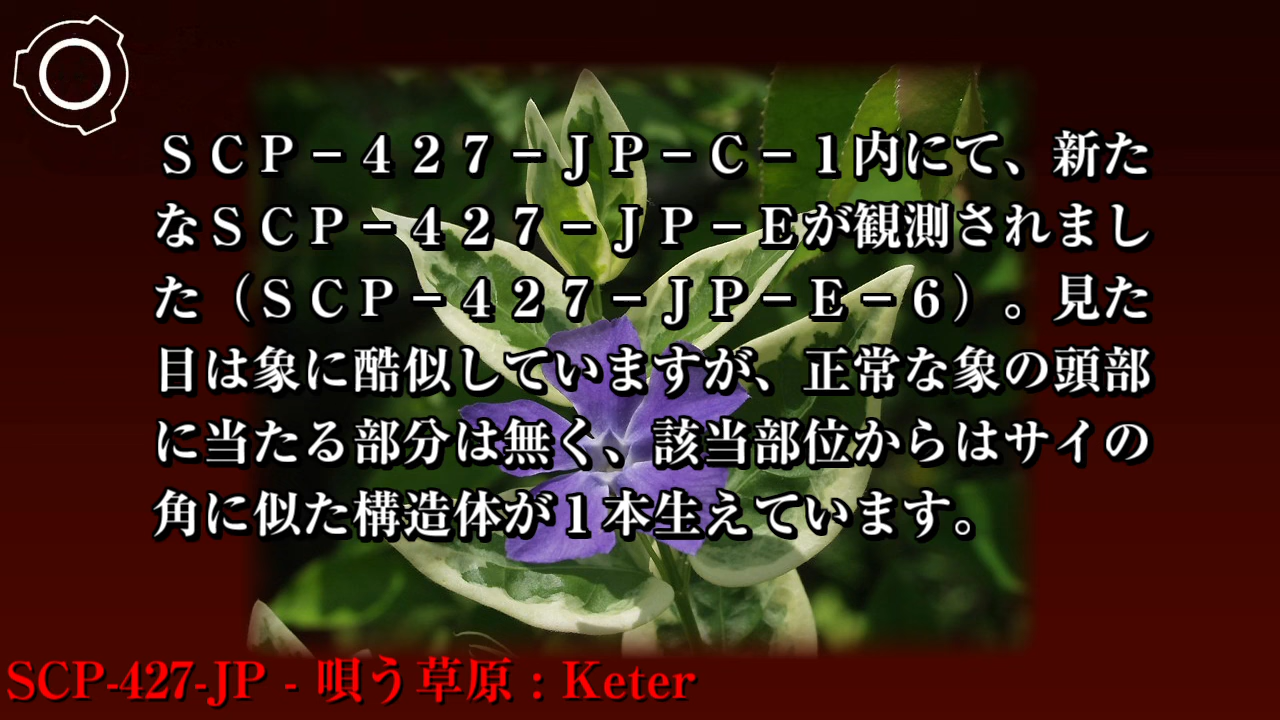 ＳＣＰ－４２７－ＪＰ－Ｃ－１内にて、新た
なＳＣＰ－４２７－ＪＰ－Ｅが観測されまし
た（ＳＣＰ－４２７－ＪＰ－Ｅ－６）。見た
目は象に酷似していますが、正常な象の頭部
に当たる部分は無く、該当部位からはサイの
角に似た構造体が１本生えています。
SCP-427-JP - 唄う草原：Keter